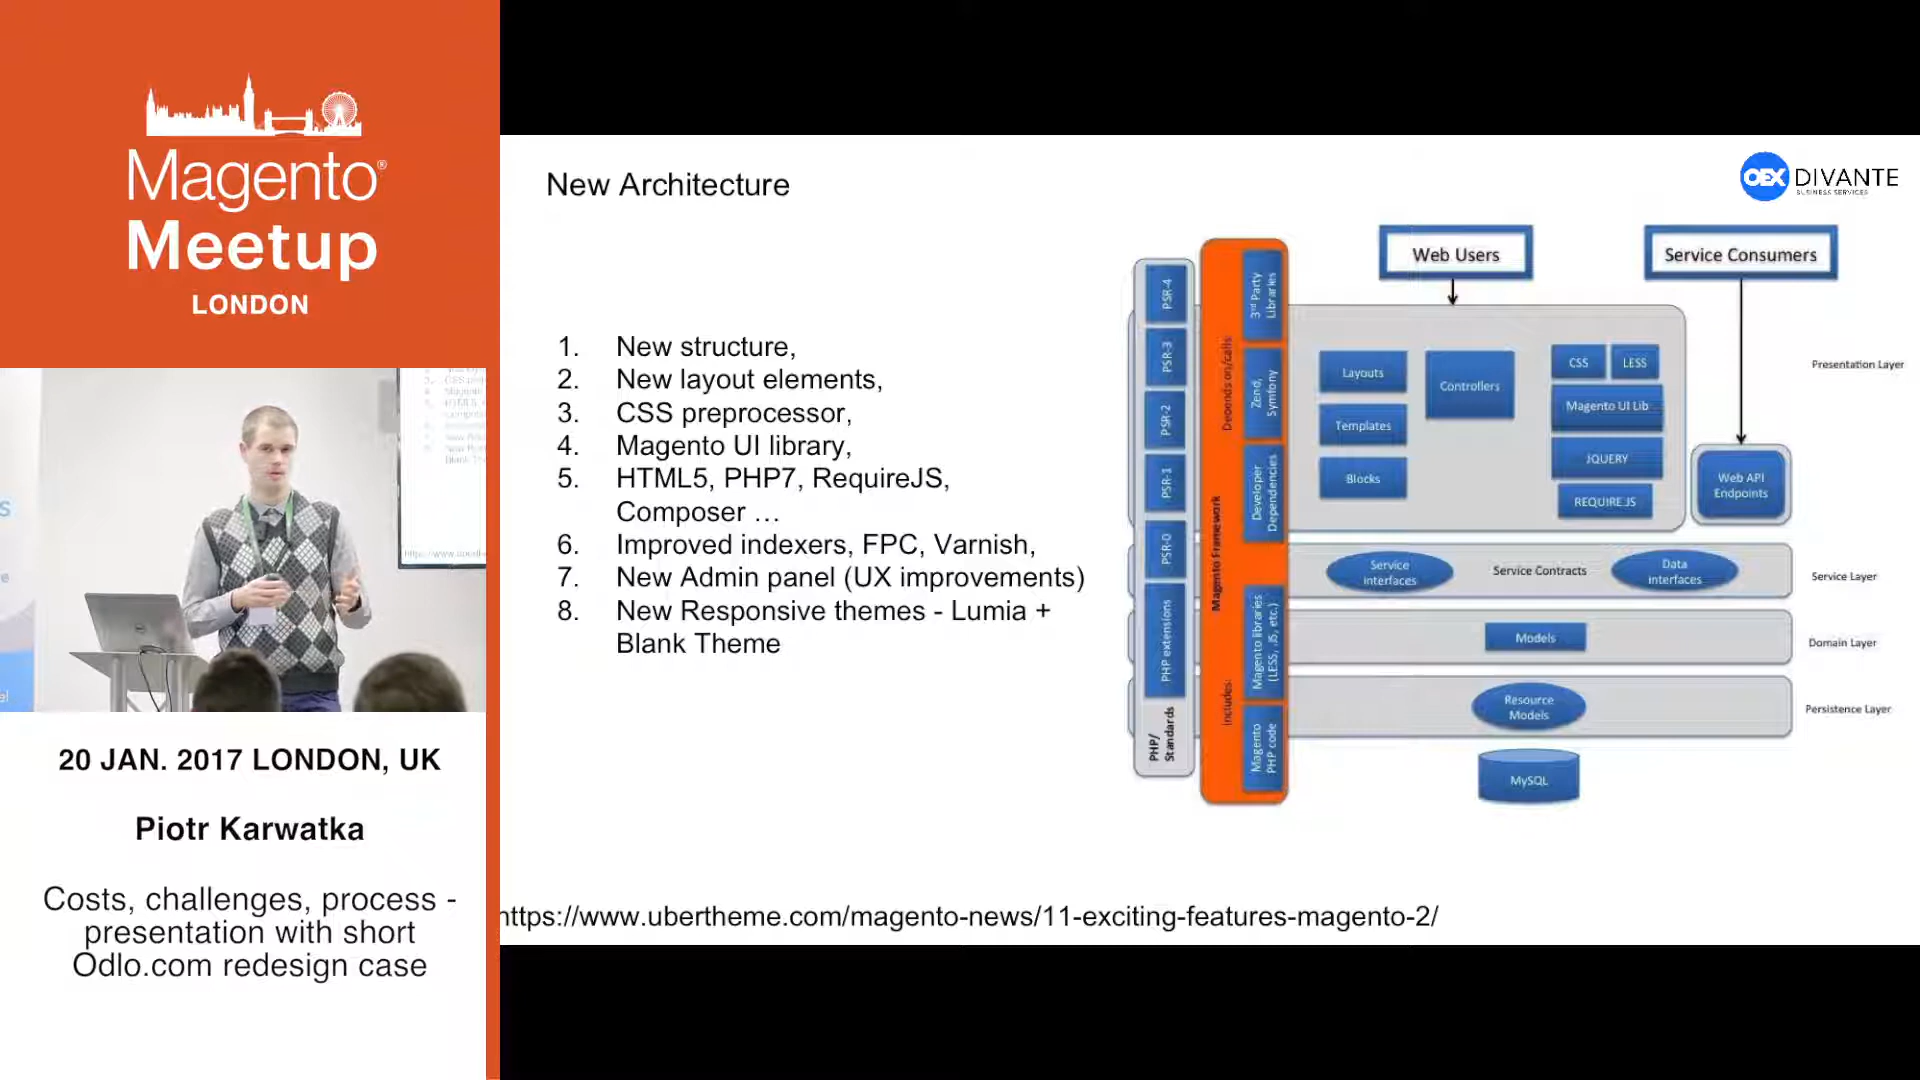 Magento®
Meetup
LONDON
20 JAN. 2017 LONDON, UK
Piotr Karwatka
Costs, challenges, process -
presentation with short
Odlo.com redesign case
New Architecture
OEX DIVANTE
BUSINESS SERVICES
1. New structure,
2. New layout elements,
3. CSS preprocessor,
4. Magento UI library,
5. HTML5, PHP7, RequireJS,
Composer …
6. Improved indexers, FPC, Varnish,
7. New Admin panel (UX improvements)
8. New Responsive themes - Lumia +
Blank Theme
PSR-4
PSR-3
PSR-2
PSR-1
PSR-0
PHP extensions
PHP/
Standards
Magento Framework
Depends on/calls:
Includes:
3rd Party
Libraries
Zend,
Symfony
Developer
Dependencies
Magento libraries
(LESS, JS, etc.)
Magento
PHP code
Web Users
Service Consumers
Layouts
Templates
Blocks
Controllers
CSS
LESS
Magento UI Lib
JQUERY
REQUIRE.JS
Web API
Endpoints
Presentation Layer
Service
interfaces
Service Contracts
Data
interfaces
Service Layer
Models
Domain Layer
Resource
Models
Persistence Layer
MySQL
https://www.ubertheme.com/magento-news/11-exciting-features-magento-2/